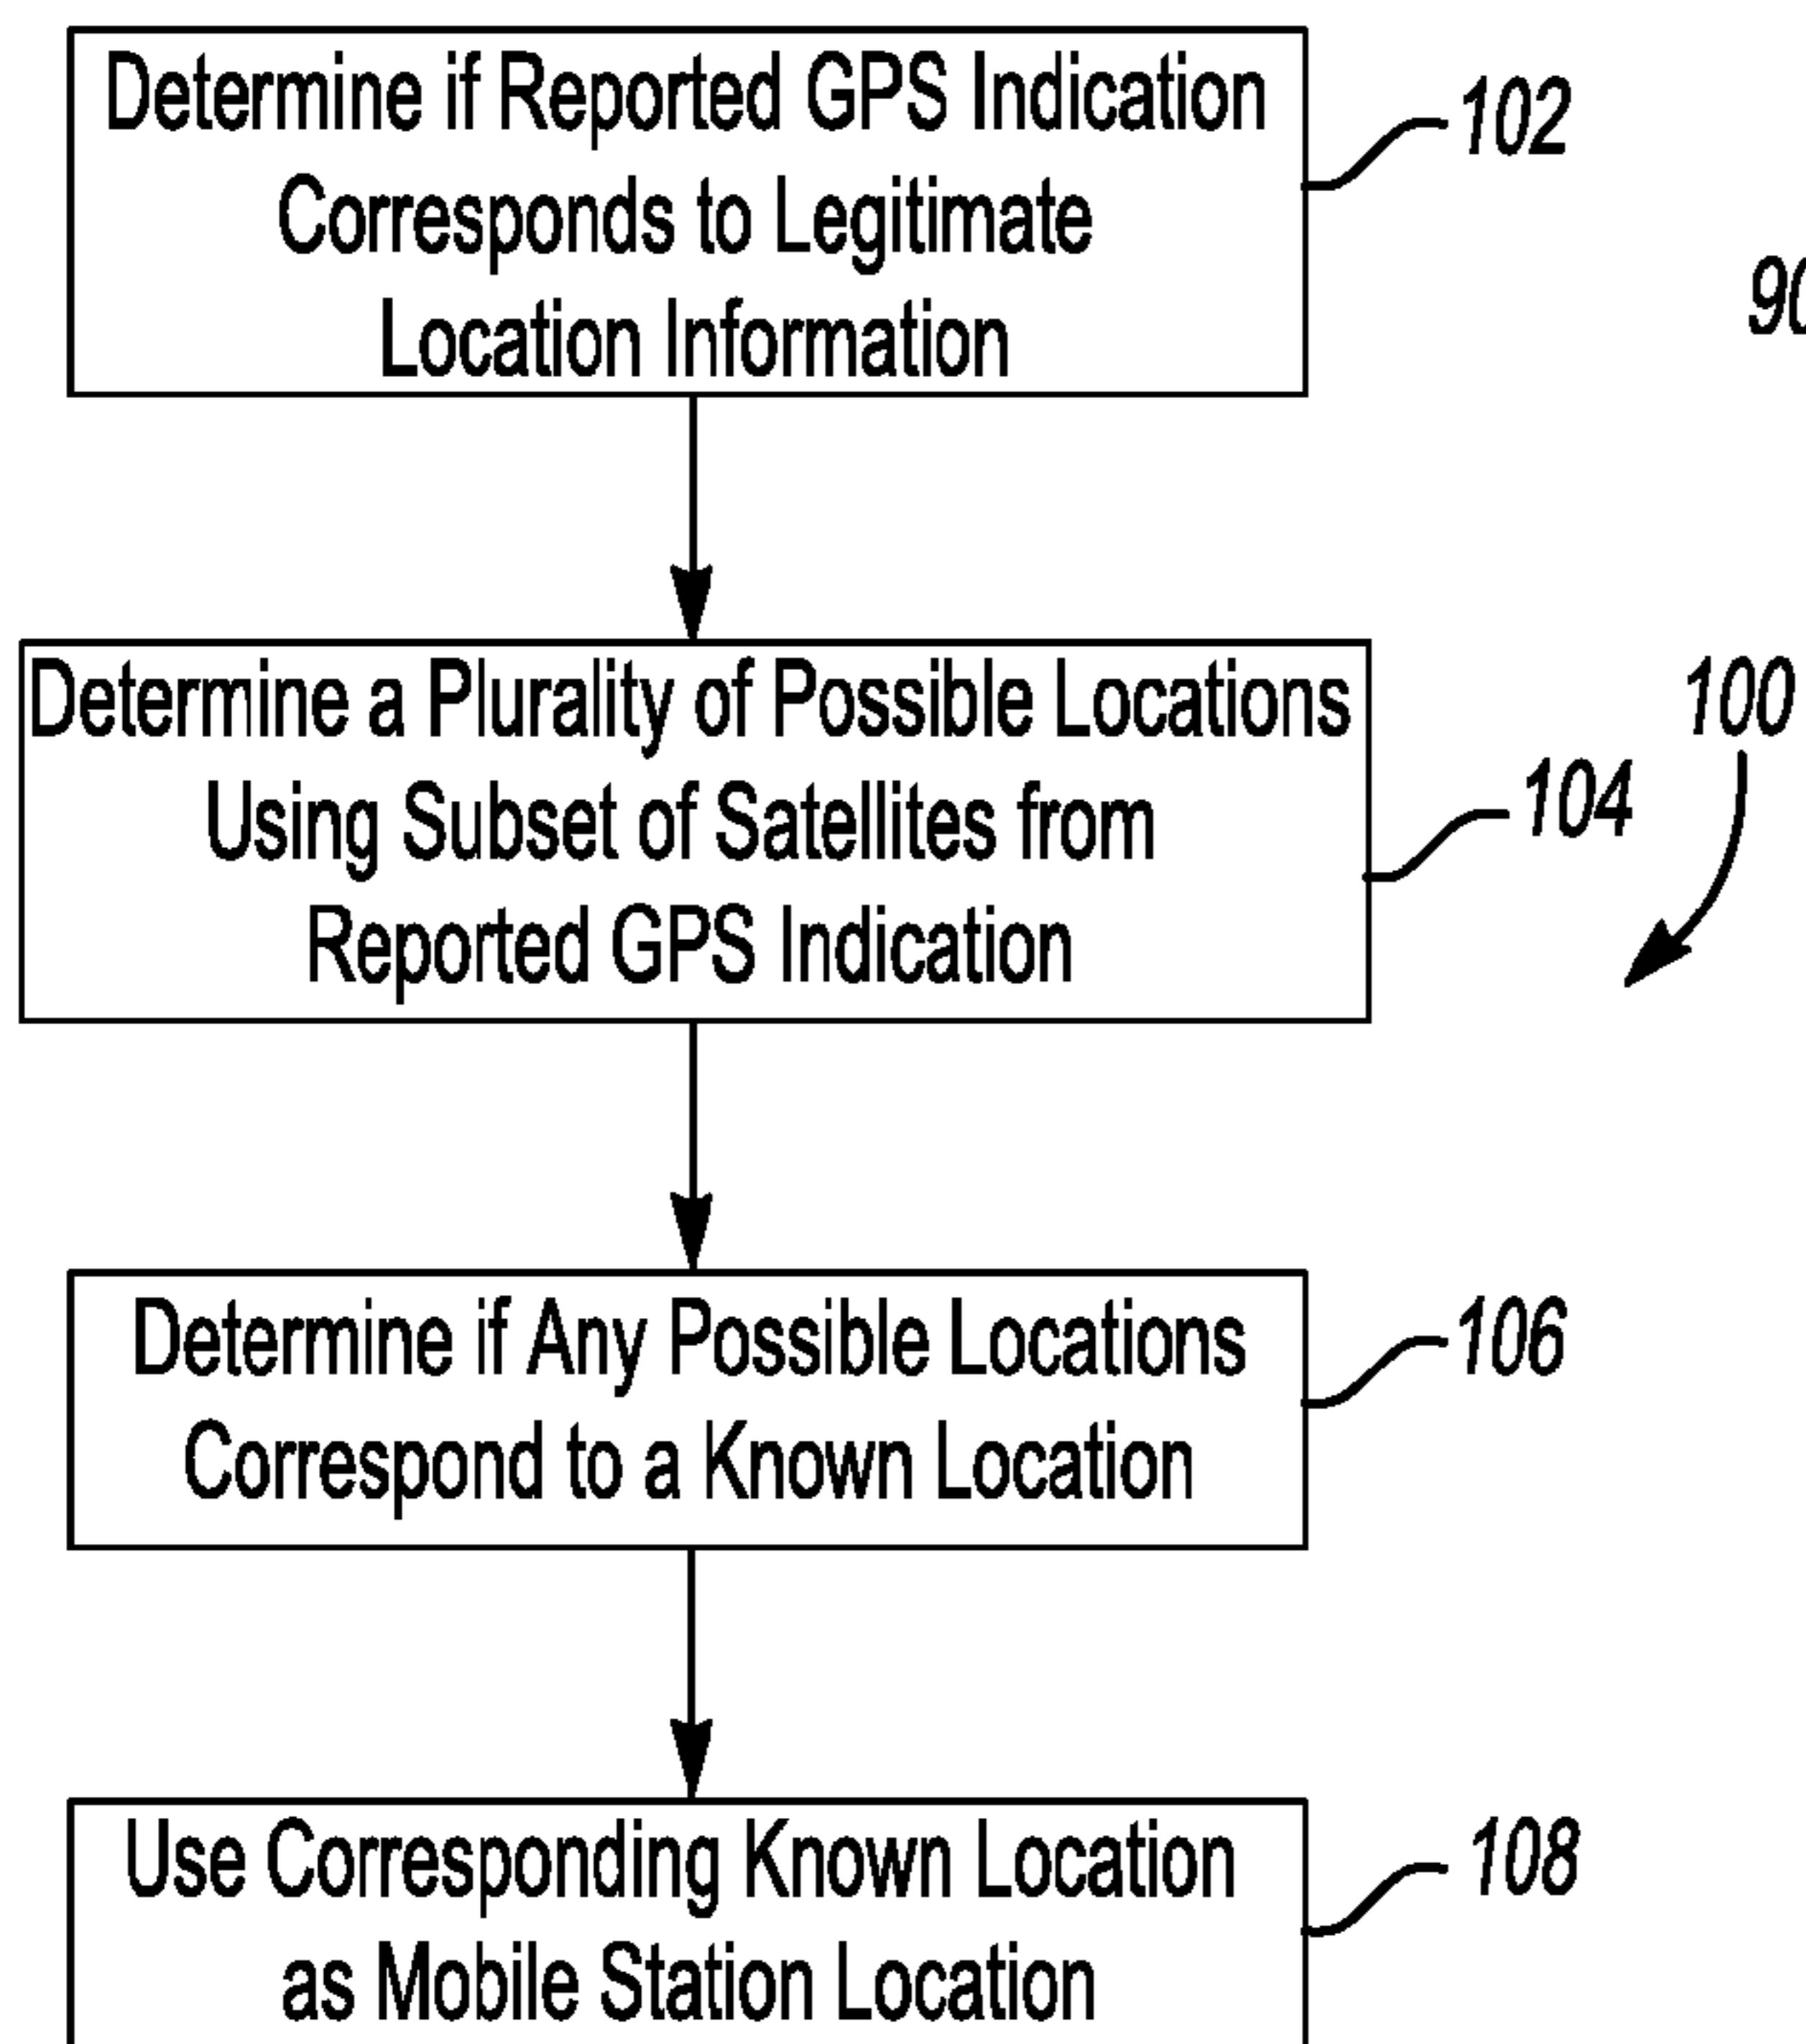 Determine if Reported GPS Indication
Corresponds to Legitimate
Location Information
102
Determine a Plurality of Possible Locations
Using Subset of Satellites from
Reported GPS Indication
104
100
Determine if Any Possible Locations
Correspond to a Known Location
106
Use Corresponding Known Location
as Mobile Station Location
108